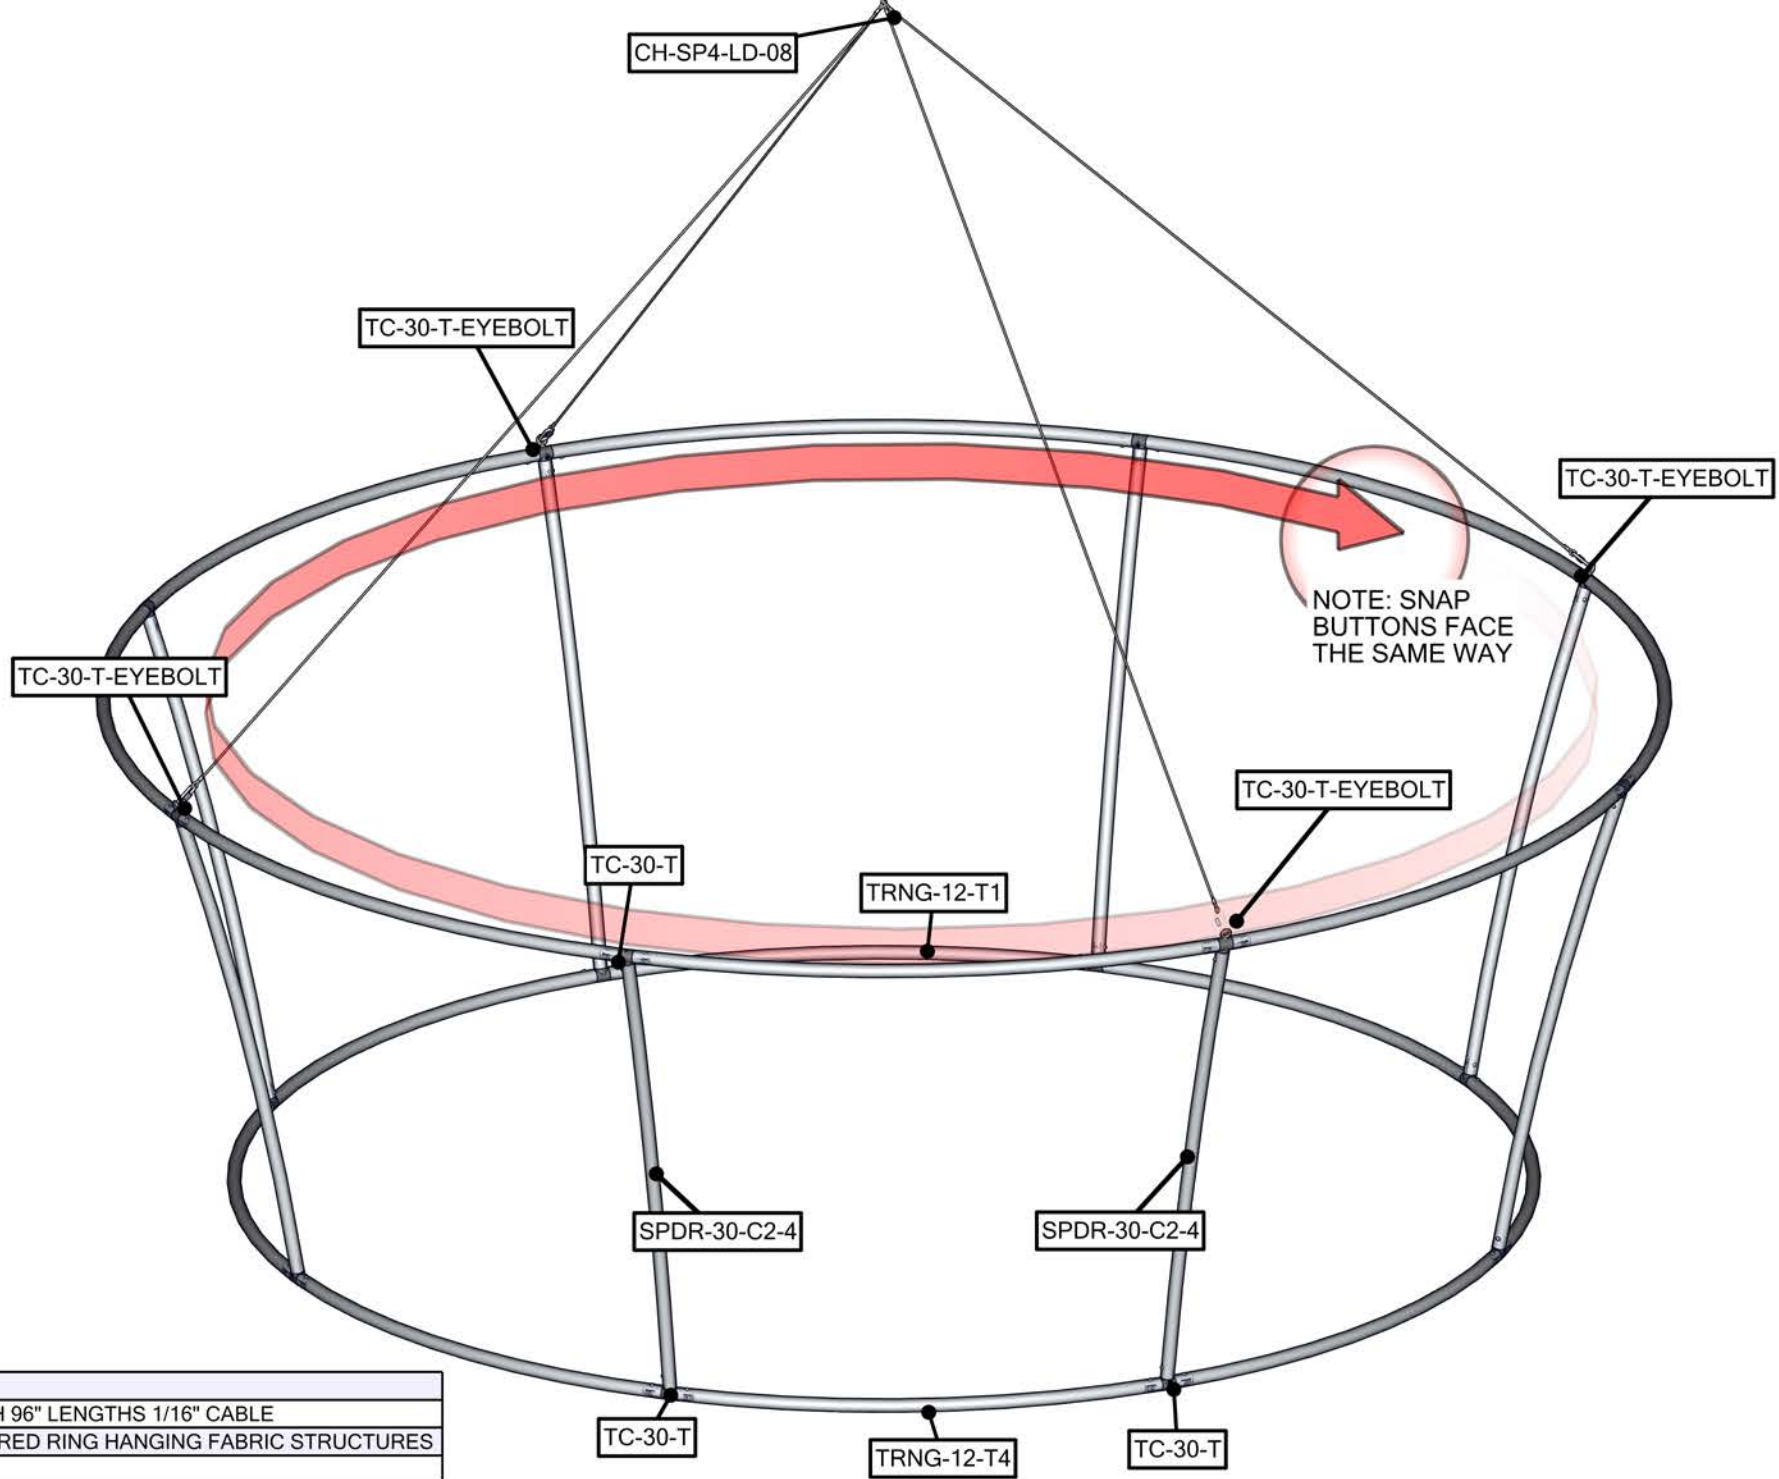 CH-SP4-LD-08
TC-30-T-EYEBOLT
TC-30-T-EYEBOLT
NOTE: SNAP
BUTTONS FACE
THE SAME WAY
TC-30-T-EYEBOLT
TC-30-T-EYEBOLT
TC-30-T
TRNG-12-T1
SPDR-30-C2-4
SPDR-30-C2-4
96" LENGTHS 1/16" CABLE
RING HANGING FABRIC STRUCTURES
TC-30-T
TRNG-12-T4
TC-30-T